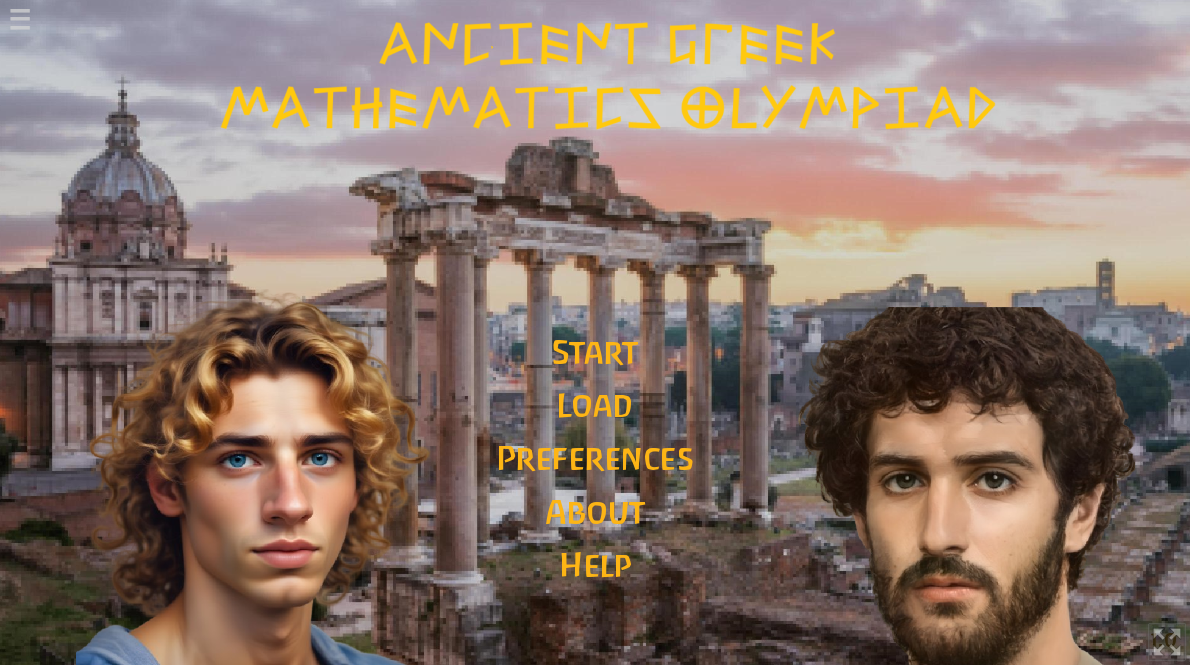 ANCIENT GREEK
MATHEMATICS OLYMPIAD
START
LOAD
PREFERENCES
ABOUT
HELP